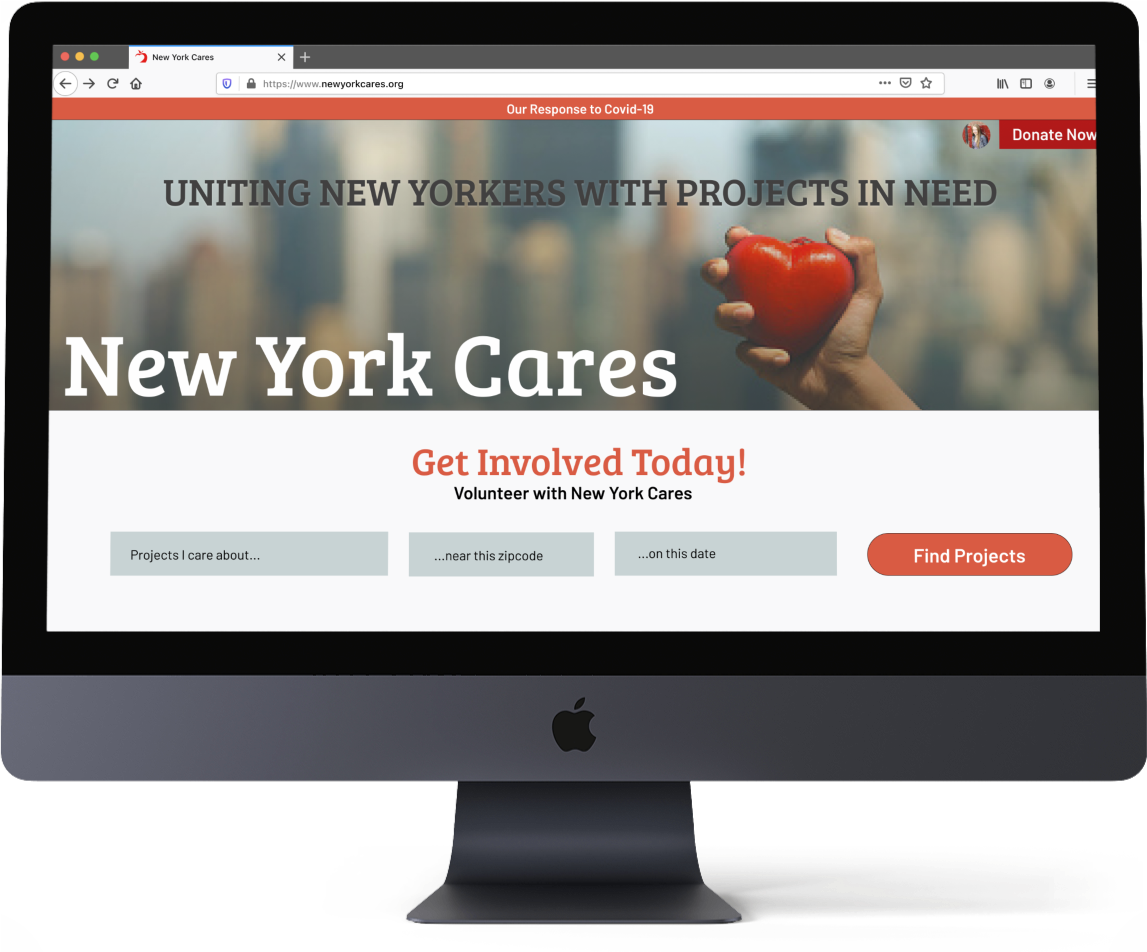 New York Cares
https://www.newyorkcares.org
Our Response to Covid-19
Donate Now
UNITING NEW YORKERS WITH PROJECTS IN NEED
New York Cares
Get Involved Today!
Volunteer with New York Cares
Projects I care about... ...near this zipcode ...on this date Find Projects